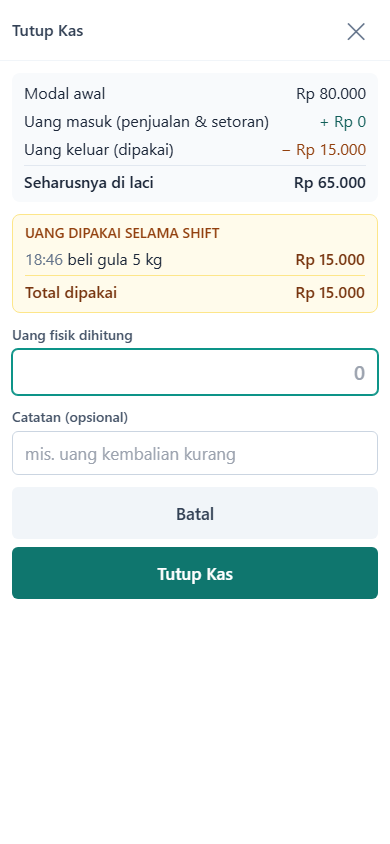 Tutup Kas
Modal awal Rp 80.000
Uang masuk (penjualan & setoran) + Rp 0
Uang keluar (dipakai) − Rp 15.000
Seharusnya di laci Rp 65.000
UANG DIPAKAI SELAMA SHIFT
18:46 beli gula 5 kg Rp 15.000
Total dipakai Rp 15.000
Uang fisik dihitung
0
Catatan (opsional)
mis. uang kembalian kurang
Batal
Tutup Kas